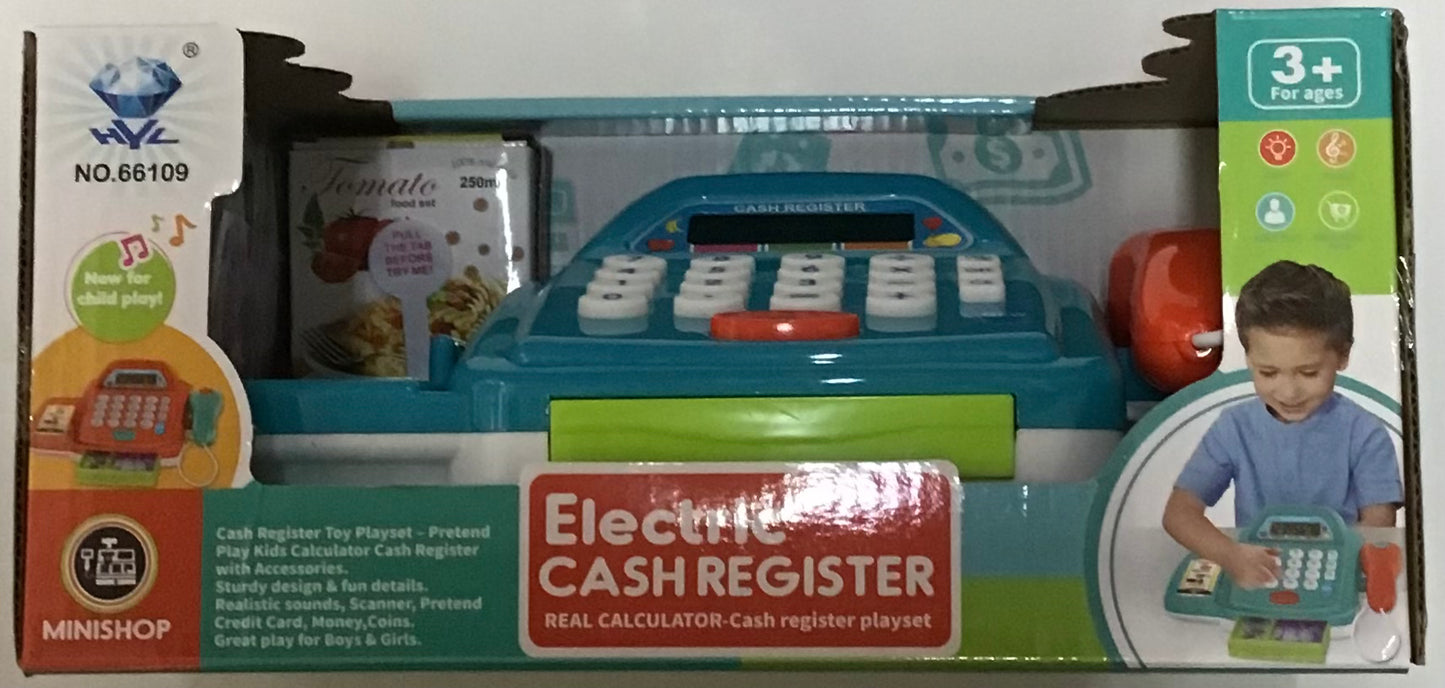 ®
HYL
NO.66109
New for
child play!
MINISHOP
Cash Register Toy Playset – Pretend
Play Kids Calculator Cash Register
with Accessories.
Sturdy design & fun details.
Realistic sounds, Scanner, Pretend
Credit Card, Money,Coins.
Great play for Boys & Girls.
Tomato
food set
250m
PULL
THE TAB
BEFORE
TRY ME!
CASH REGISTER
Electric
CASH REGISTER
REAL CALCULATOR-Cash register playset
3+
For ages